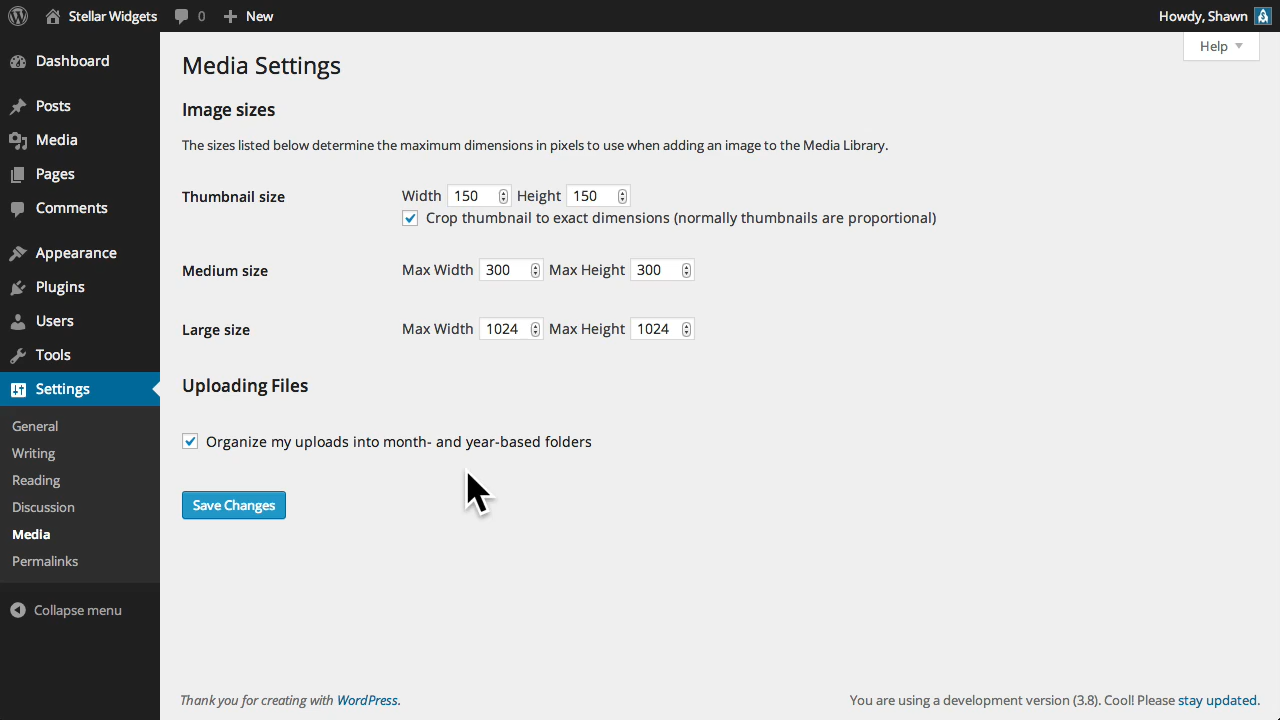 Stellar Widgets 0 New Howdy, Shawn
Help
Dashboard
Posts
Media
Pages
Comments
Appearance
Plugins
Users
Tools
Settings
General
Writing
Reading
Discussion
Media
Permalinks
Collapse menu
Media Settings
Image sizes
The sizes listed below determine the maximum dimensions in pixels to use when adding an image to the Media Library.
Thumbnail size Width 150 Height 150
Crop thumbnail to exact dimensions (normally thumbnails are proportional)
Medium size Max Width 300 Max Height 300
Large size Max Width 1024 Max Height 1024
Uploading Files
Organize my uploads into month- and year-based folders
Save Changes
Thank you for creating with WordPress. You are using a development version (3.8). Cool! Please stay updated.